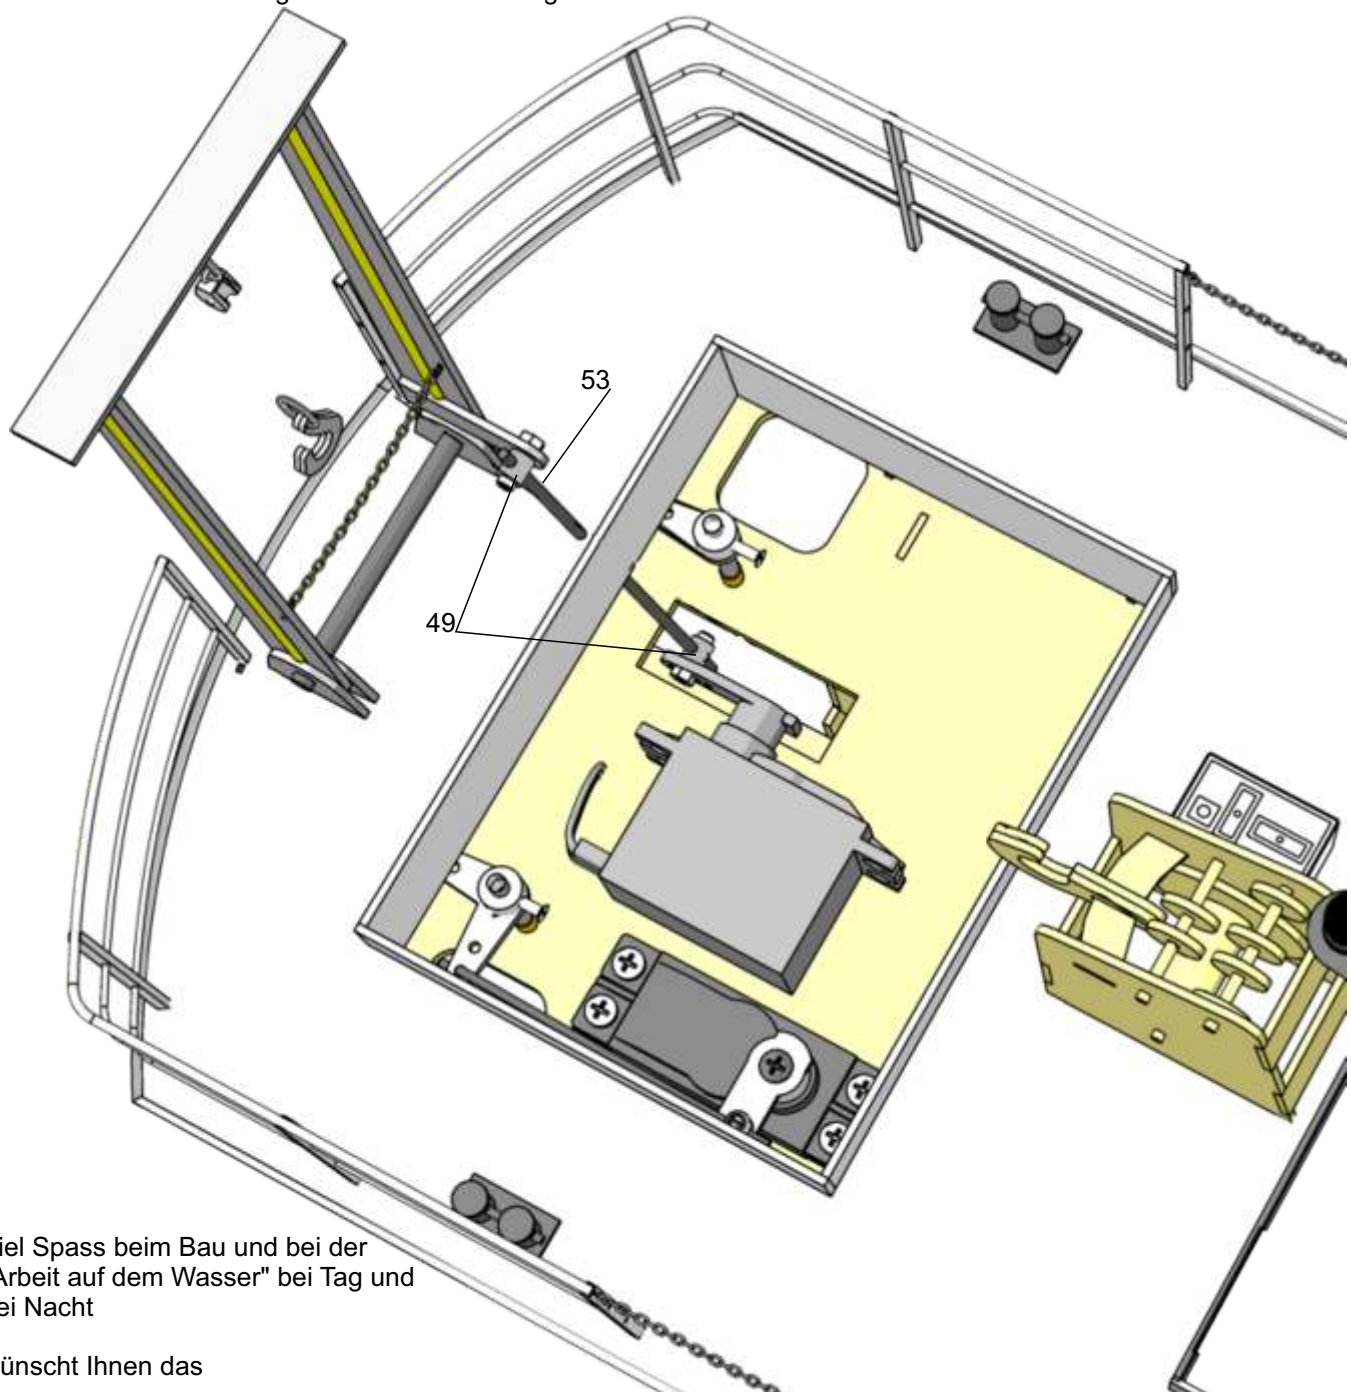 53
49
iel Spass beim Bau und bei der
Arbeit auf dem Wasser" bei Tag und
ei Nacht
ünscht Ihnen das